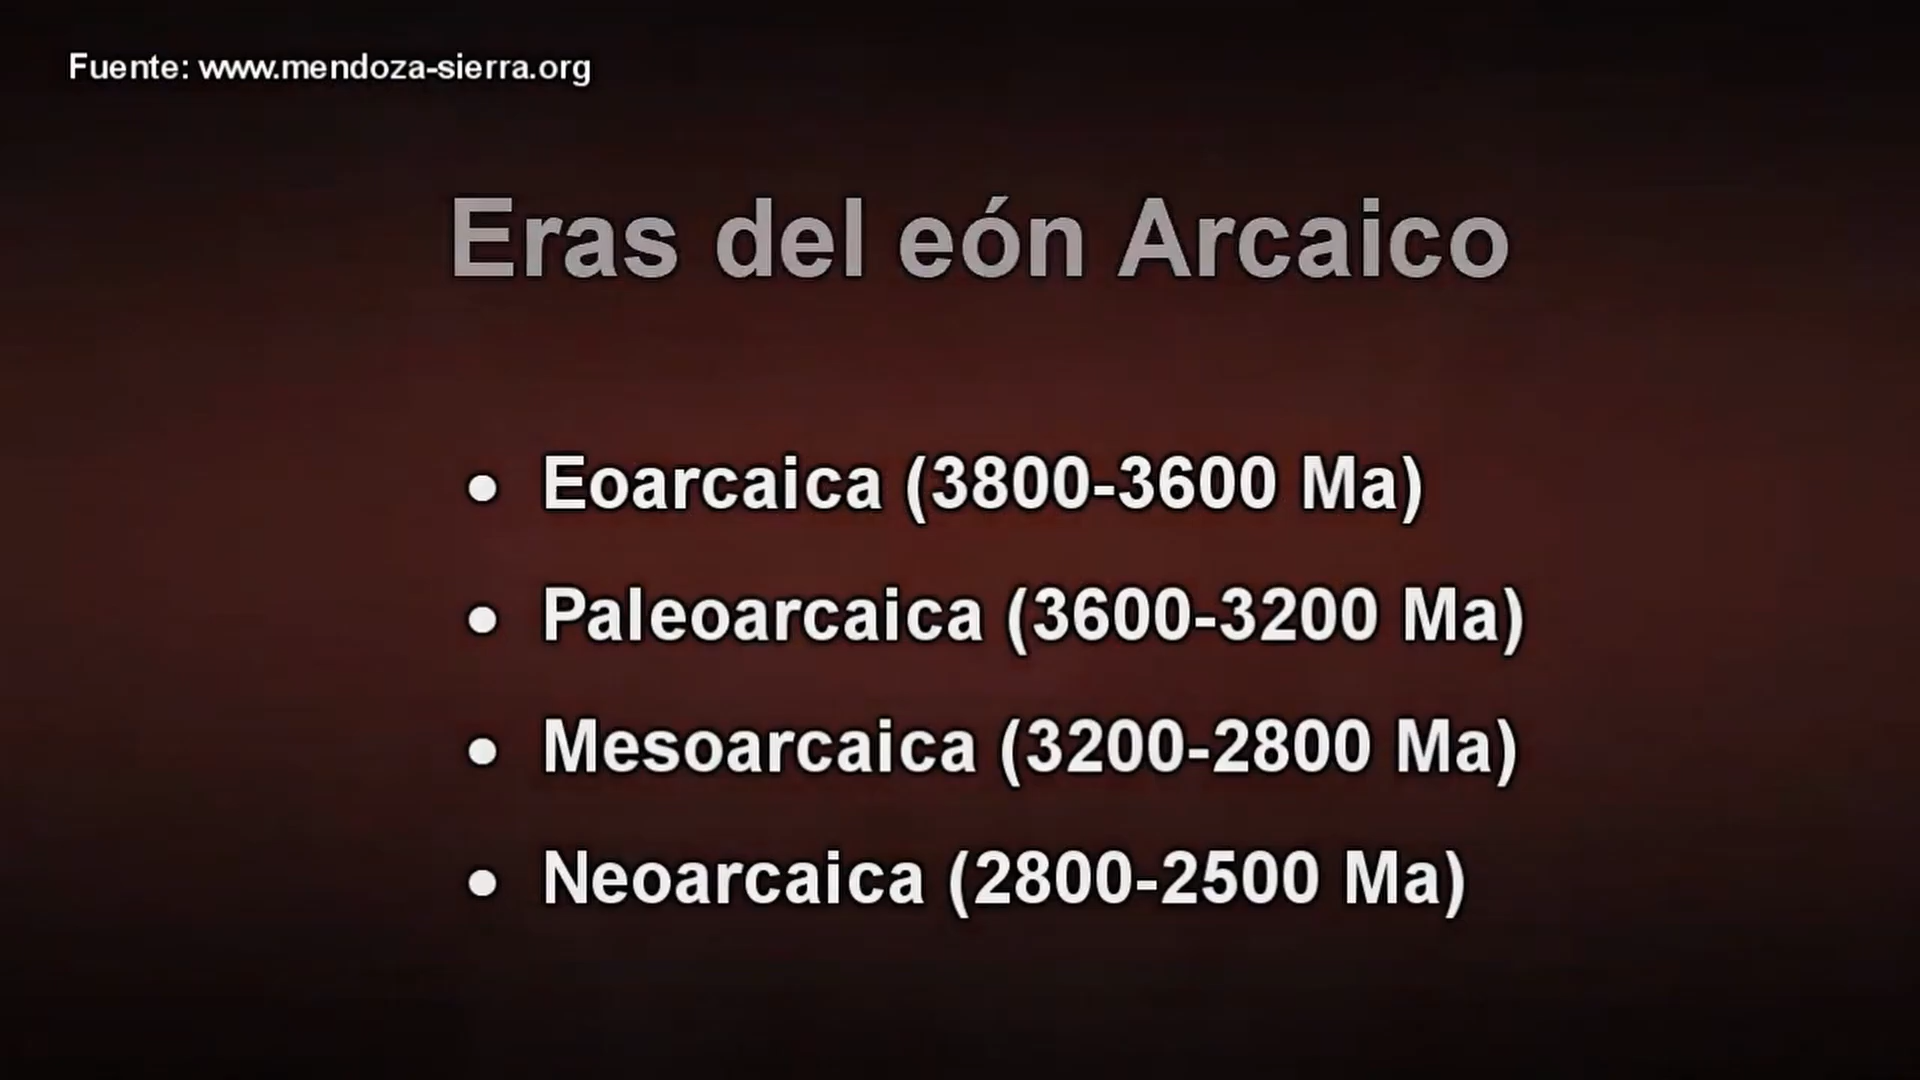 Fuente: www.mendoza-sierra.org
Eras del eón Arcaico
• Eoarcaica (3800-3600 Ma)
• Paleoarcaica (3600-3200 Ma)
• Mesoarcaica (3200-2800 Ma)
• Neoarcaica (2800-2500 Ma)